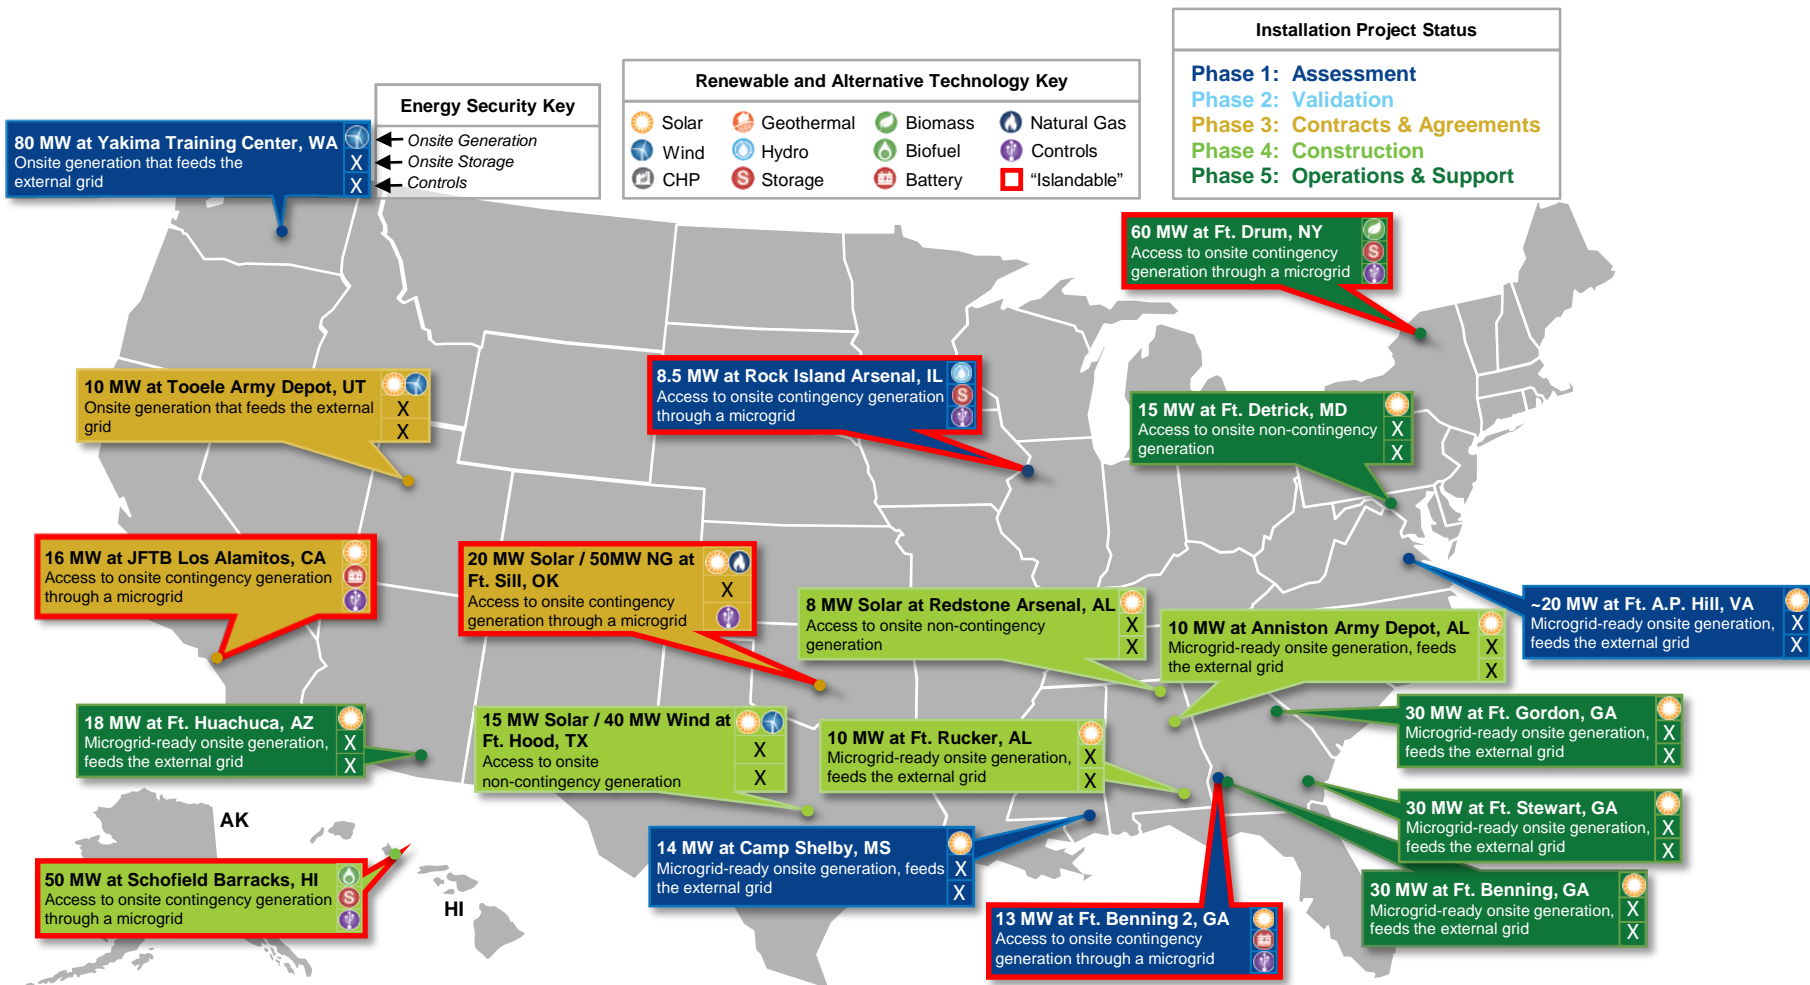 Installation Project Status
Phase 1: Assessment
Phase 2: Validation
Phase 3: Contracts & Agreements
Phase 4: Construction
Phase 5: Operations & Support
Renewable and Alternative Technology Key
Solar
Geothermal
Biomass
Natural Gas
Wind
Hydro
Biofuel
Controls
CHP
S
Storage
Battery
“Islandable”
Energy Security Key
Onsite Generation
Onsite Storage
Controls
80 MW at Yakima Training Center, WA
Onsite generation that feeds the
X
external grid
X
60 MW at Ft. Drum, NY
Access to onsite contingency
S
generation through a microgrid
10 MW at Tooele Army Depot, UT
Onsite generation that feeds the external
X
grid
X
8.5 MW at Rock Island Arsenal, IL
Access to onsite contingency generation
S
through a microgrid
15 MW at Ft. Detrick, MD
Access to onsite non-contingency
X
generation
X
16 MW at JFTB Los Alamitos, CA
Access to onsite contingency generation
through a microgrid
20 MW Solar / 50MW NG at
Ft. Sill, OK
X
Access to onsite contingency
generation through a microgrid
8 MW Solar at Redstone Arsenal, AL
Access to onsite non-contingency
X
generation
X
10 MW at Anniston Army Depot, AL
Microgrid-ready onsite generation, feeds
X
the external grid
X
~20 MW at Ft. A.P. Hill, VA
Microgrid-ready onsite generation,
X
feeds the external grid
X
18 MW at Ft. Huachuca, AZ
Microgrid-ready onsite generation,
X
feeds the external grid
X
15 MW Solar / 40 MW Wind at
Ft. Hood, TX
X
Access to onsite
non-contingency generation
X
10 MW at Ft. Rucker, AL
Microgrid-ready onsite generation,
X
feeds the external grid
X
30 MW at Ft. Gordon, GA
Microgrid-ready onsite generation,
X
feeds the external grid
X
30 MW at Ft. Stewart, GA
Microgrid-ready onsite generation,
X
feeds the external grid
X
AK
14 MW at Camp Shelby, MS
Microgrid-ready onsite generation, feeds
X
the external grid
X
50 MW at Schofield Barracks, HI
Access to onsite contingency generation
S
through a microgrid
HI
30 MW at Ft. Benning, GA
Microgrid-ready onsite generation,
X
feeds the external grid
X
13 MW at Ft. Benning 2, GA
Access to onsite contingency
generation through a microgrid